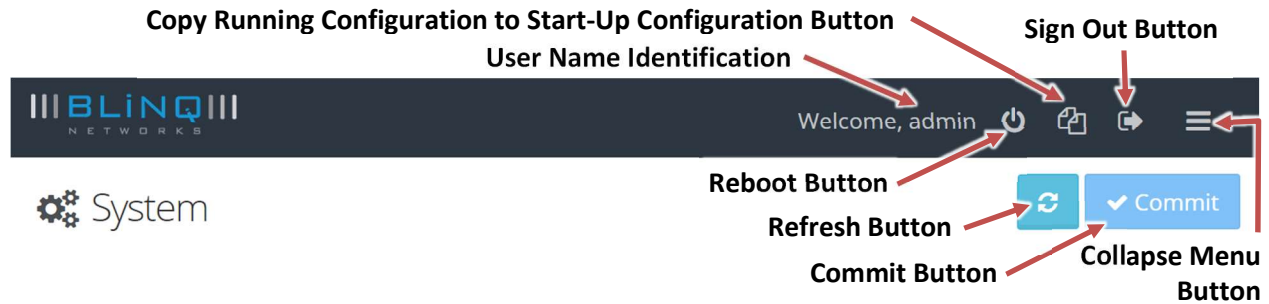 Copy Running Configuration to Start-Up Configuration Button
Sign Out Button
User Name Identification
BLiNQ
NETWORKS
Welcome, admin
Reboot Button
System
Commit
Refresh Button
Commit Button
Collapse Menu
Button